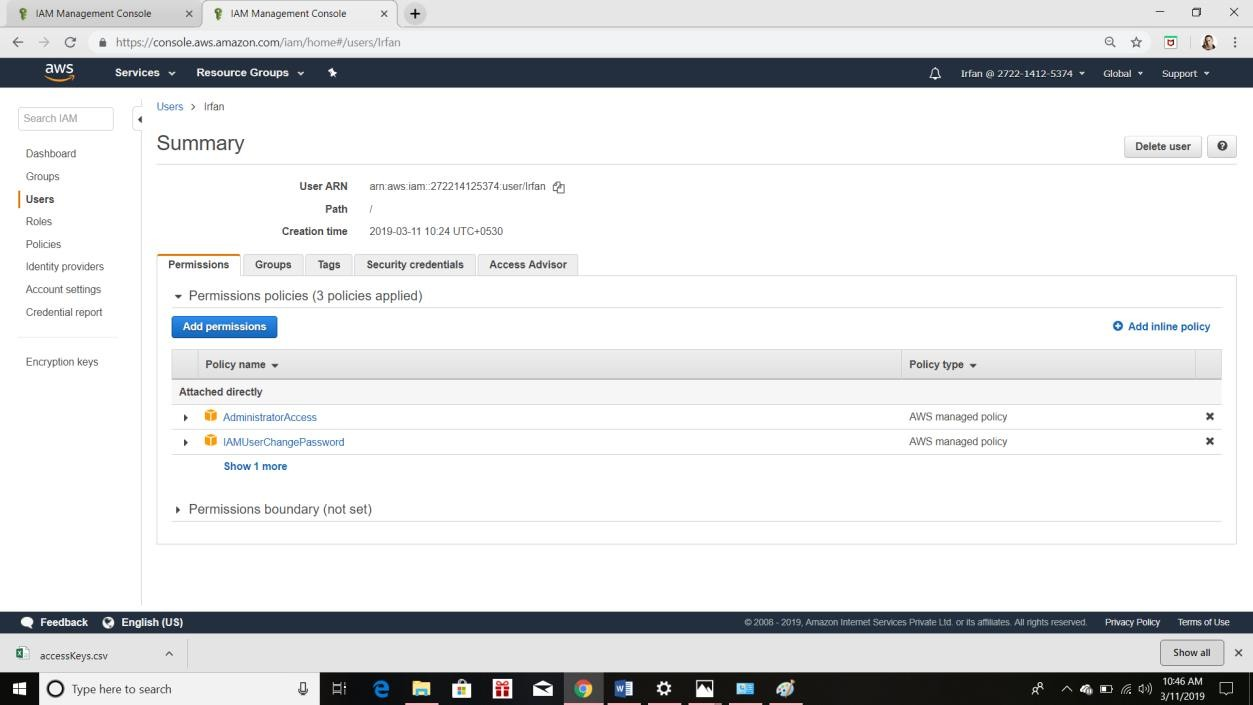 IAM Management Console
IAM Management Console
https://console.aws.amazon.com/iam/home#/users/Irfan
aws
Services
Resource Groups
Irfan @ 2722-1412-5374
Global
Support
Search IAM
Users > Irfan
Summary
Delete user
Dashboard
Groups
Users
Roles
Policies
Identity providers
Account settings
Credential report
Encryption keys
User ARN arn:aws:iam::272214125374:user/Irfan
Path /
Creation time 2019-03-11 10:24 UTC+0530
Permissions Groups Tags Security credentials Access Advisor
Permissions policies (3 policies applied)
Add permissions
Add inline policy
Policy name Policy type
Attached directly
AdministratorAccess AWS managed policy
IAMUserChangePassword AWS managed policy
Show 1 more
Permissions boundary (not set)
Feedback English (US)
© 2008 - 2019, Amazon Internet Services Private Ltd. or its affiliates. All rights reserved. Privacy Policy Terms of Use
accessKeys.csv
Show all
Type here to search
10:46 AM
3/11/2019